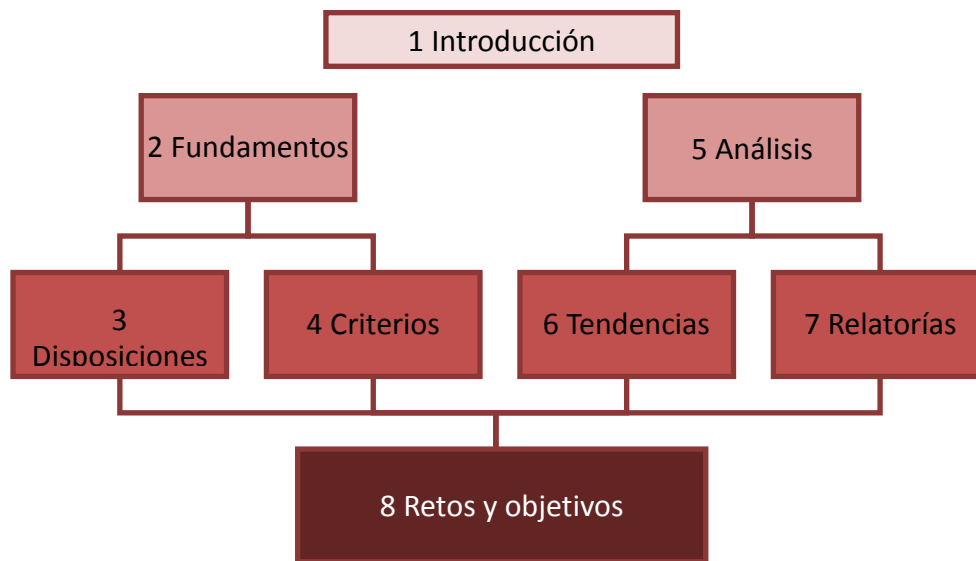 1 Introducción
2 Fundamentos
5 Análisis
3
Disposiciones
4 Criterios
6 Tendencias
7 Relatorías
8 Retos y objetivos